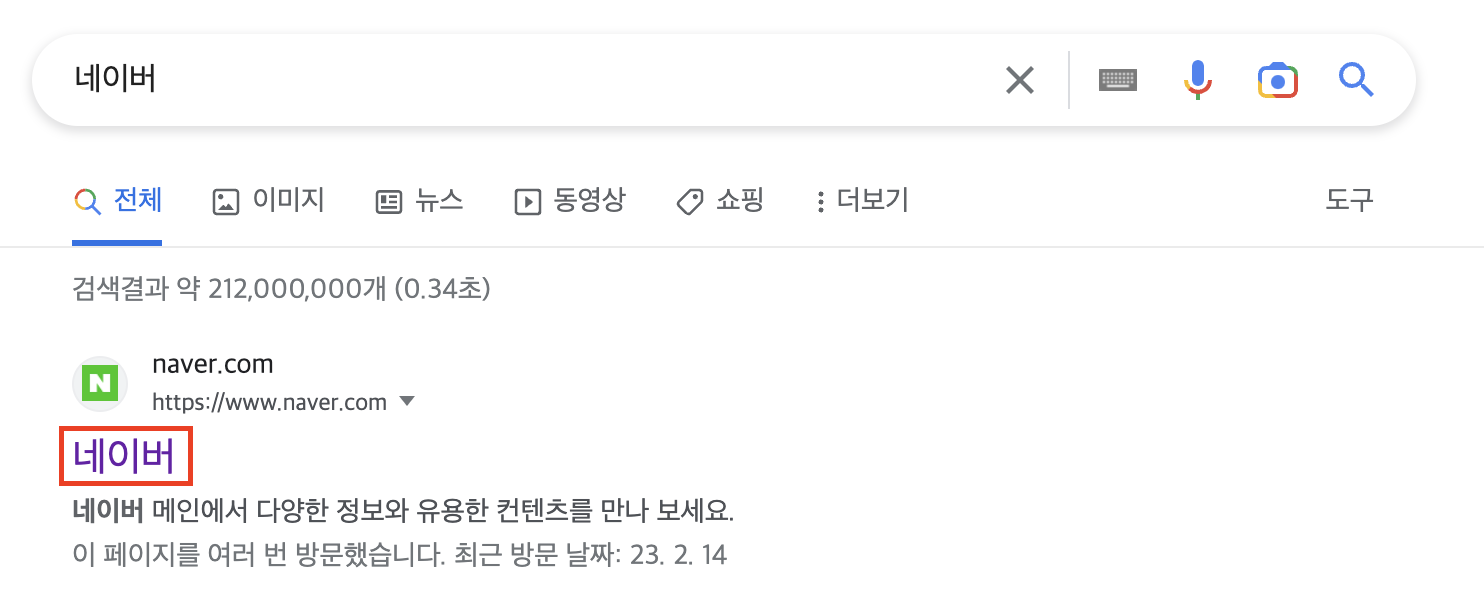 네이버
전체 이미지 뉴스 동영상 쇼핑 더보기 도구
검색결과 약 212,000,000개 (0.34초)
N
naver.com
https://www.naver.com
네이버
네이버 메인에서 다양한 정보와 유용한 컨텐츠를 만나 보세요.
이 페이지를 여러 번 방문했습니다. 최근 방문 날짜: 23. 2. 14